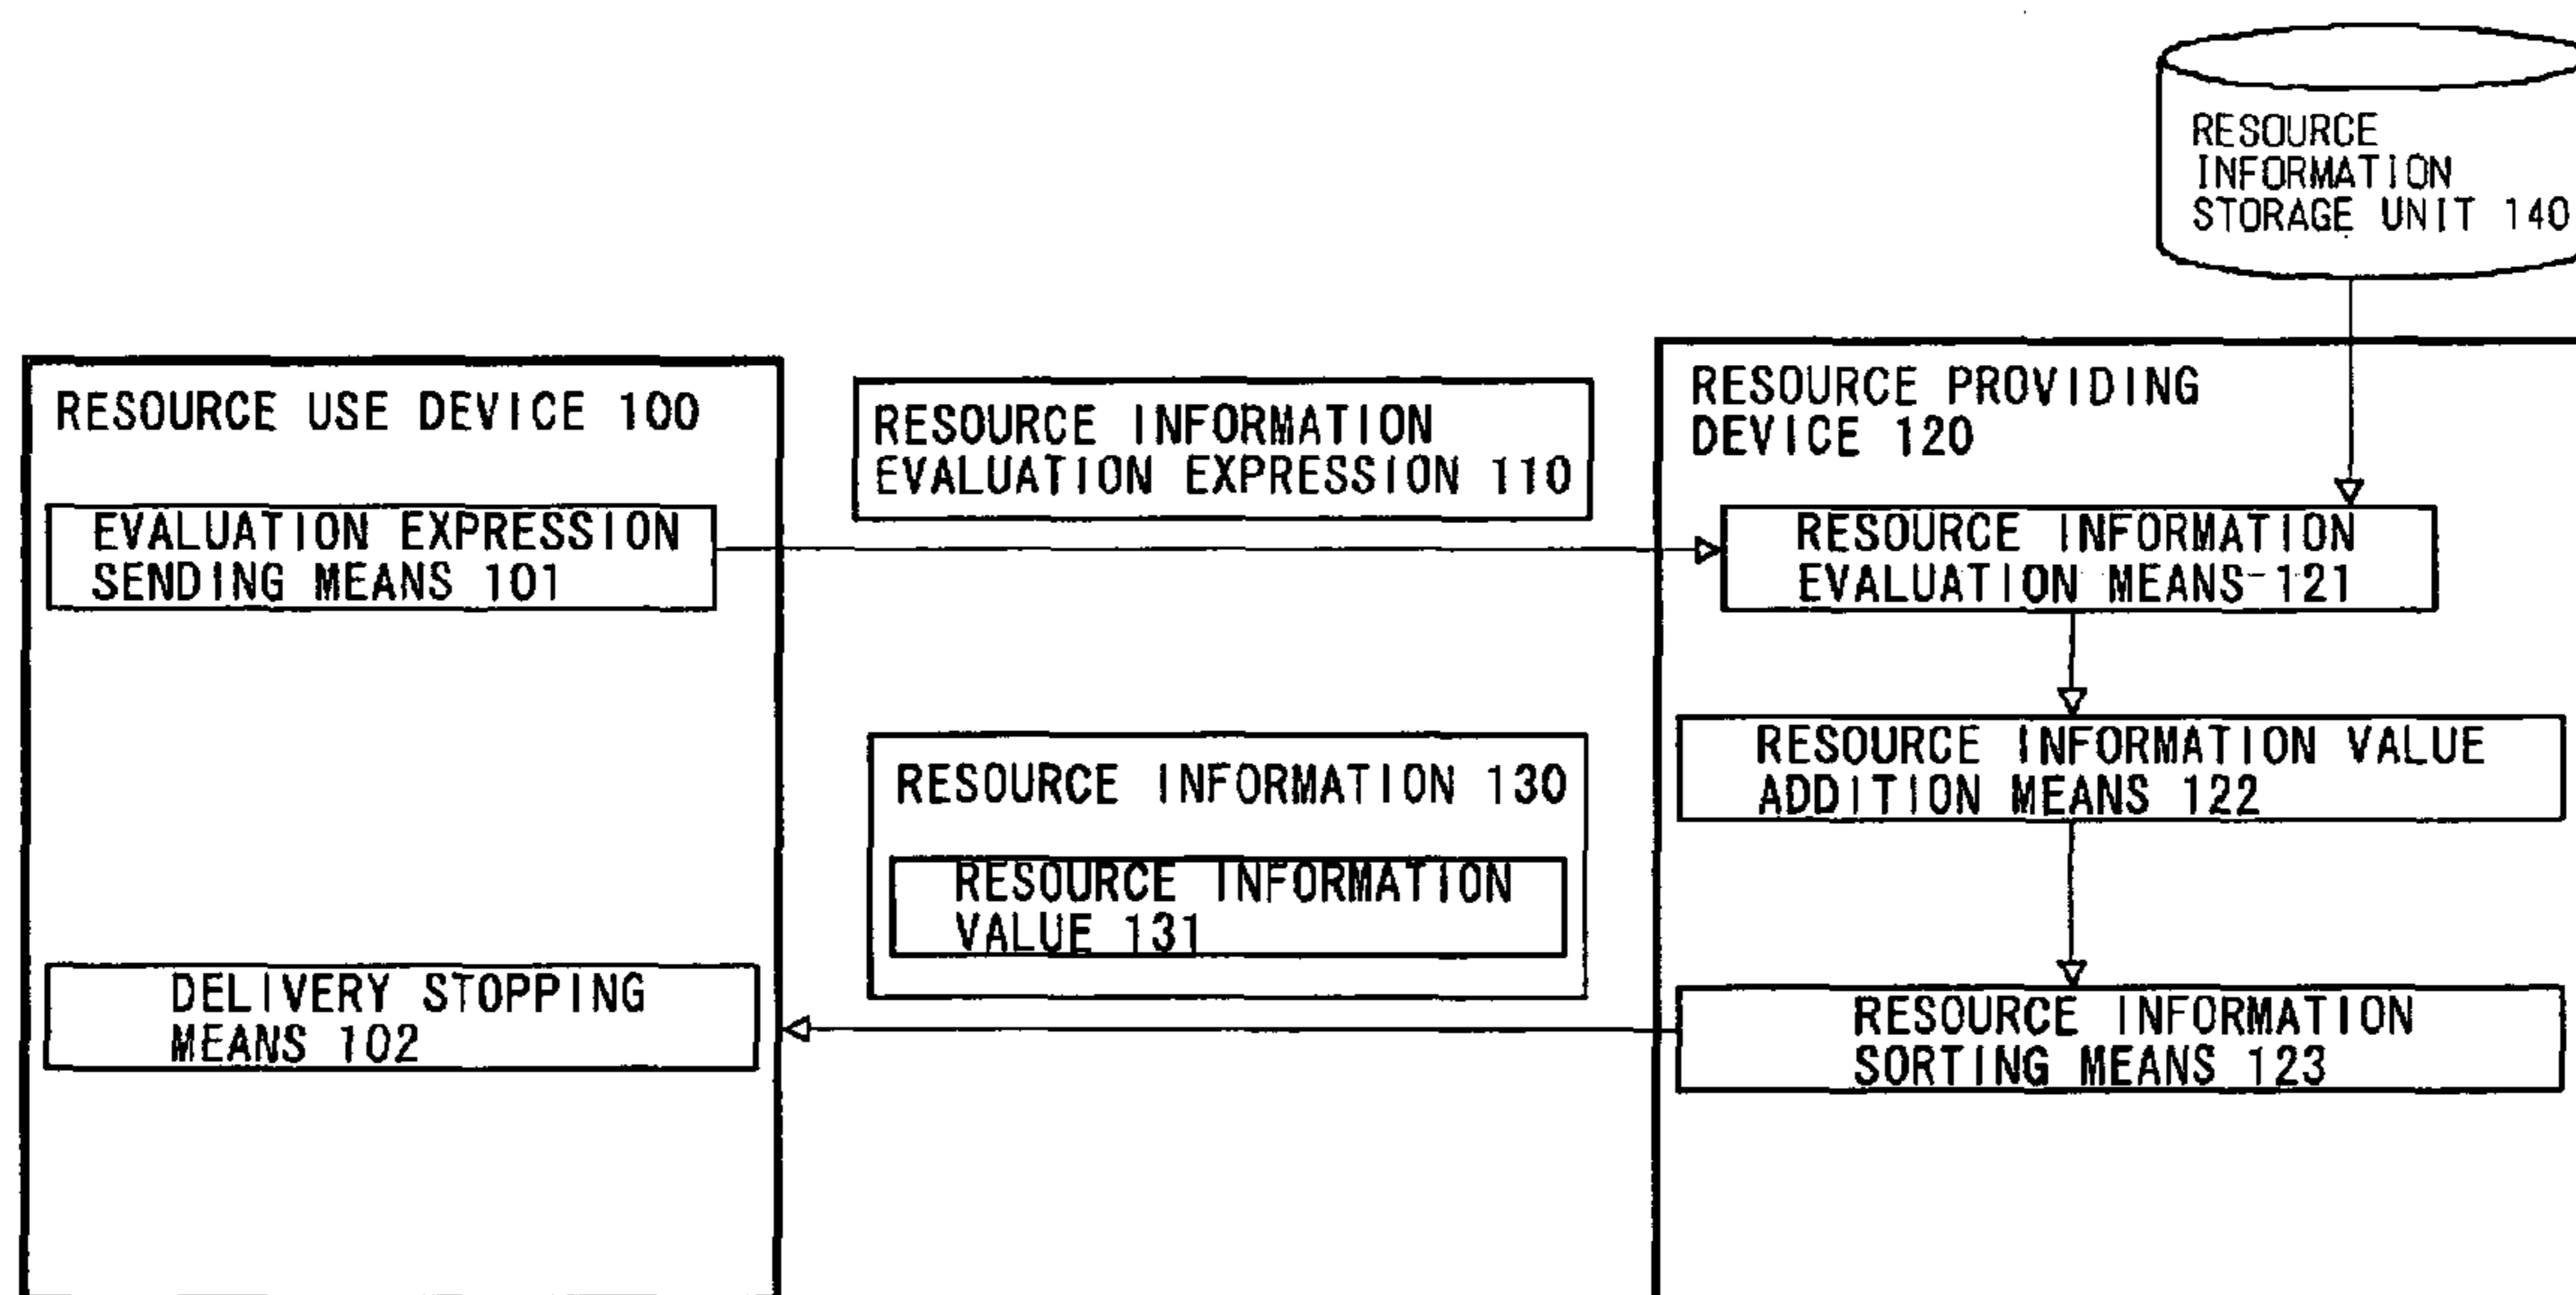 RESOURCE
INFORMATION
STORAGE UNIT 140
RESOURCE USE DEVICE 100
EVALUATION EXPRESSION
SENDING MEANS 101
DELIVERY STOPPING
MEANS 102
RESOURCE INFORMATION
EVALUATION EXPRESSION 110
RESOURCE INFORMATION 130
RESOURCE INFORMATION
VALUE 131
RESOURCE PROVIDING
DEVICE 120
RESOURCE INFORMATION
EVALUATION MEANS 121
RESOURCE INFORMATION VALUE
ADDITION MEANS 122
RESOURCE INFORMATION
SORTING MEANS 123